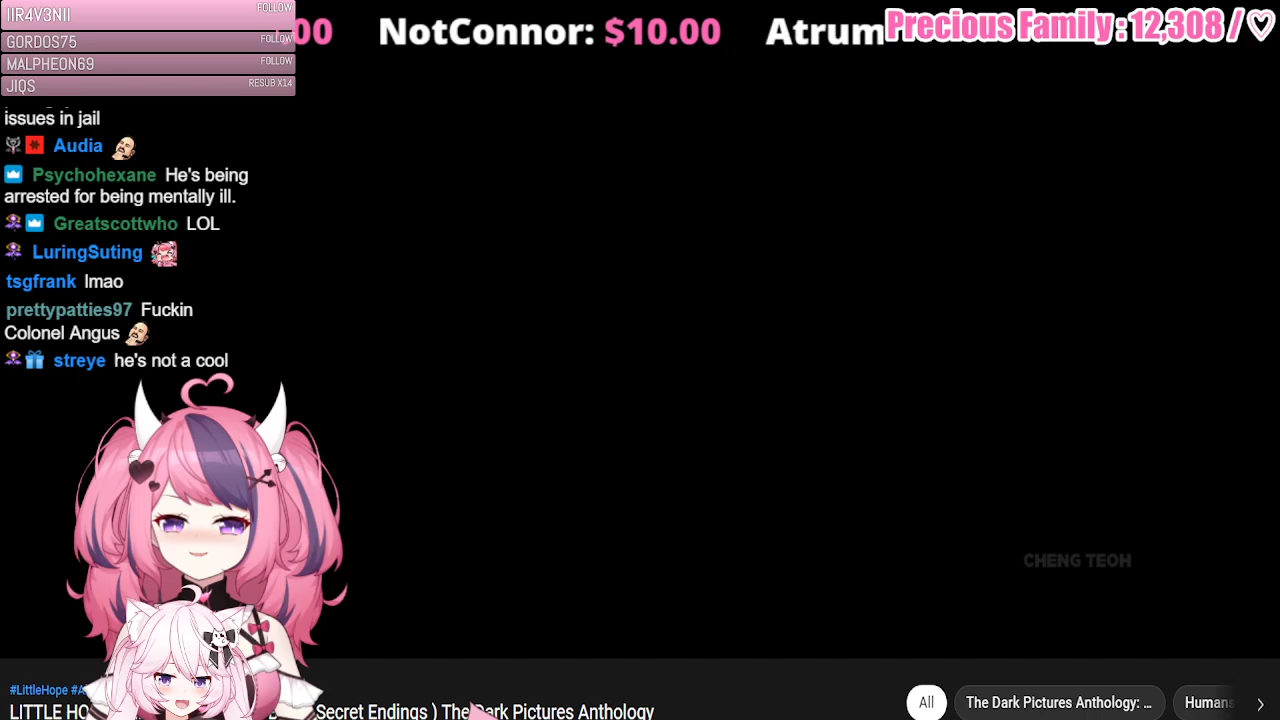 IIR4V3NII FOLLOW
GORDOS75 FOLLOW
MALPHEON69 FOLLOW
JIQS RESUB X14
00 NotConnor: $10.00 Atrum
Precious Family : 12,308 / ♡
issues in jail
Audia
Psychohexane He's being
arrested for being mentally ill.
Greatscottwho LOL
LuringSuting
tsgfrank lmao
prettypatties97 Fuckin
Colonel Angus
streye he's not a cool
CHENG TEOH
#LittleHope #A
LITTLE HO Secret Endings ) The Dark Pictures Anthology
All The Dark Pictures Anthology: ... Humans